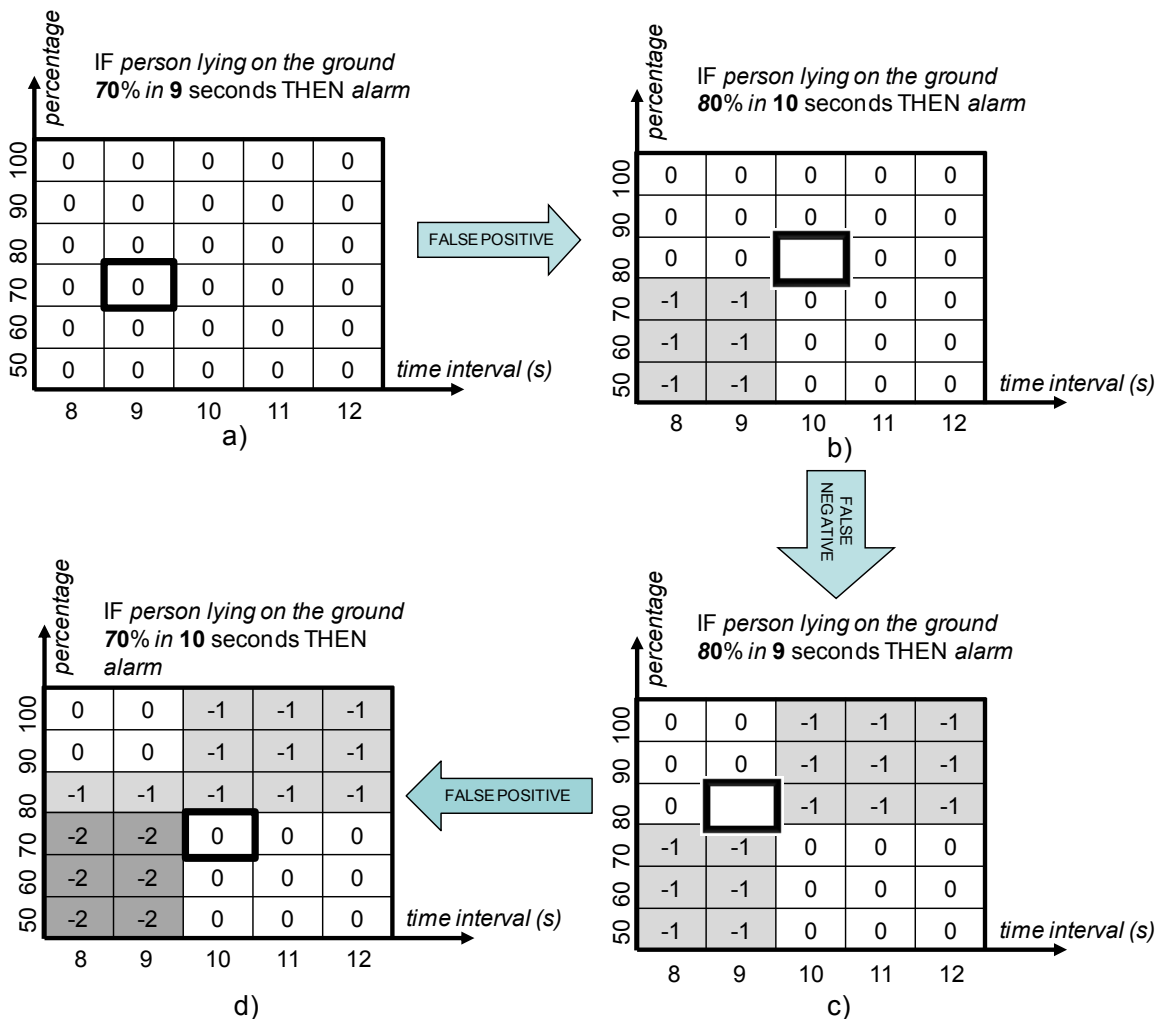 percentage
IF person lying on the ground
70% in 9 seconds THEN alarm
100 0 0 0 0 0
90 0 0 0 0 0
80 0 0 0 0 0
70 0 0 0 0 0
60 0 0 0 0 0
50 0 0 0 0 0
time interval (s)
8 9 10 11 12
a)
FALSE POSITIVE
percentage
IF person lying on the ground
80% in 10 seconds THEN alarm
100 0 0 0 0 0
90 0 0 0 0 0
80 0 0 0 0
70 -1 -1 0 0 0
60 -1 -1 0 0 0
50 -1 -1 0 0 0
time interval (s)
8 9 10 11 12
b)
FALSE
NEGATIVE
percentage
IF person lying on the ground
80% in 9 seconds THEN alarm
100 0 0 -1 -1 -1
90 0 0 -1 -1 -1
80 0 -1 -1 -1
70 -1 -1 0 0 0
60 -1 -1 0 0 0
50 -1 -1 0 0 0
time interval (s)
8 9 10 11 12
c)
FALSE POSITIVE
percentage
IF person lying on the ground
70% in 10 seconds THEN
alarm
100 0 0 -1 -1 -1
90 0 0 -1 -1 -1
80 -1 -1 -1 -1 -1
70 -2 -2 0 0 0
60 -2 -2 0 0 0
50 -2 -2 0 0 0
time interval (s)
8 9 10 11 12
d)